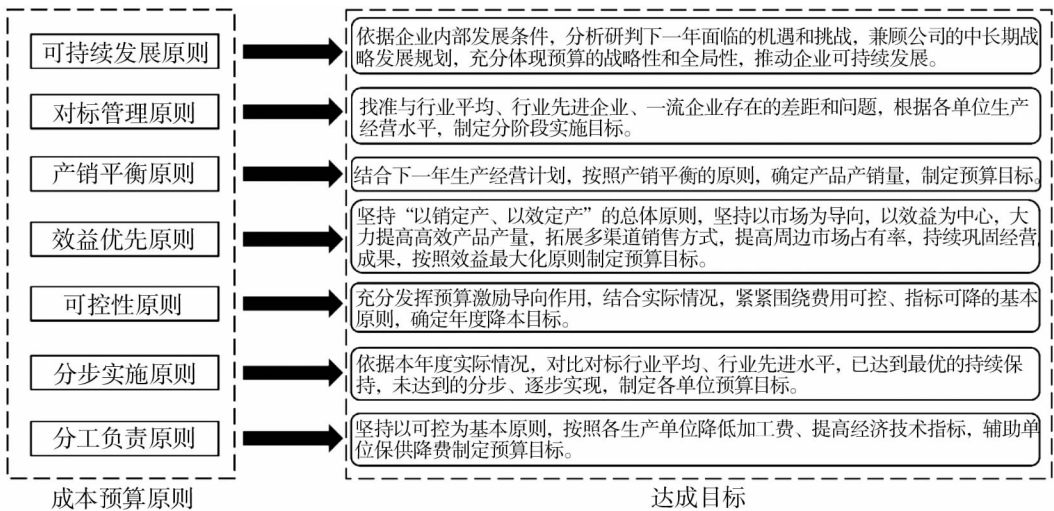 可持续发展原则
依据企业内部发展条件，分析研判下一年面临的机遇和挑战，兼顾公司的中长期战
略发展规划，充分体现预算的战略性和全局性，推动企业可持续发展。
对标管理原则
找准与行业平均、行业先进企业、一流企业存在的差距和问题，根据各单位生产
经营水平，制定分阶段实施目标。
产销平衡原则
结合下一年生产经营计划，按照产销平衡的原则，确定产品产销量，制定预算目标。
效益优先原则
坚持“以销定产、以效定产”的总体原则，坚持以市场为导向，以效益为中心，大
力提高高效产品产量，拓展多渠道销售方式，提高周边市场占有率，持续巩固经营
成果，按照效益最大化原则制定预算目标。
可控性原则
充分发挥预算激励导向作用，结合实际情况，紧紧围绕费用可控、指标可降的基本
原则，确定年度降本目标。
分步实施原则
依据本年度实际情况，对比对标行业平均、行业先进水平，已达到最优的持续保
持，未达到的分步、逐步实现，制定各单位预算目标。
分工负责原则
坚持以可控为基本原则，按照各生产单位降低加工费、提高经济技术指标，辅助单
位保供降费制定预算目标。
成本预算原则
达成目标